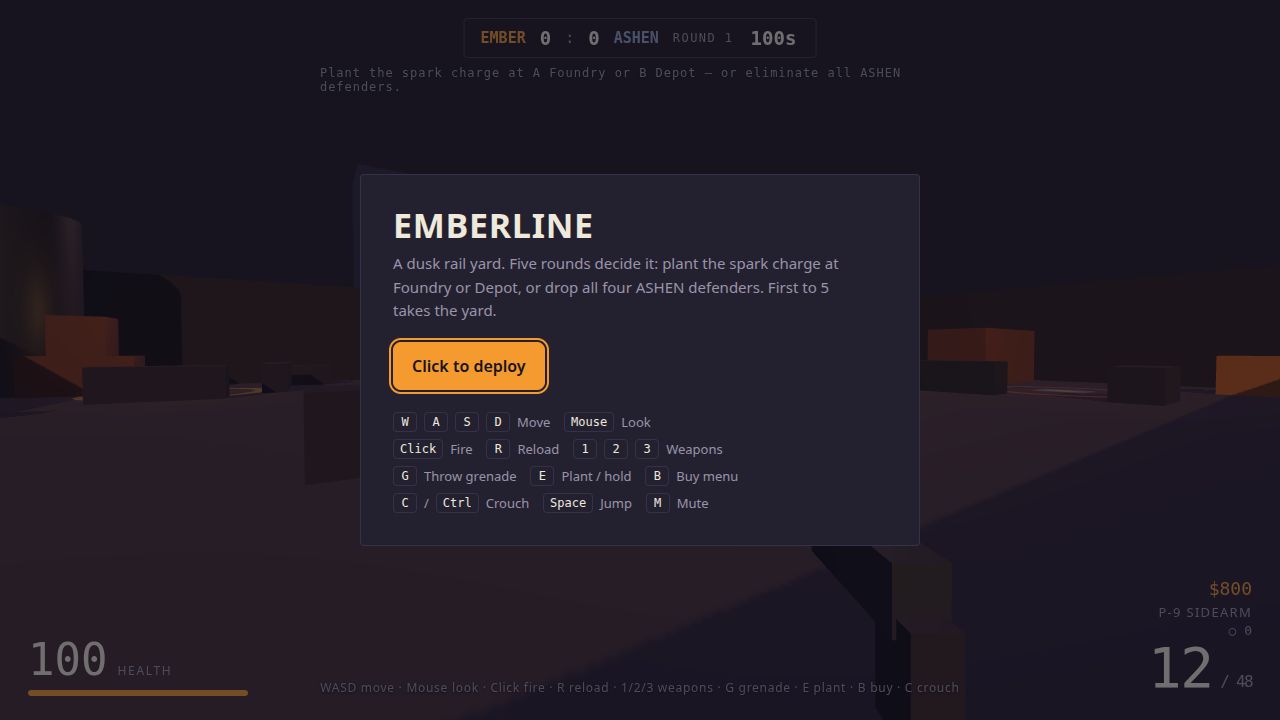 EMBER 0 : 0 ASHEN ROUND 1 100s
Plant the spark charge at A Foundry or B Depot — or eliminate all ASHEN
defenders.
EMBERLINE
A dusk rail yard. Five rounds decide it: plant the spark charge at
Foundry or Depot, or drop all four ASHEN defenders. First to 5
takes the yard.
Click to deploy
W A S D Move Mouse Look
Click Fire R Reload 1 2 3 Weapons
G Throw grenade E Plant / hold B Buy menu
C / Ctrl Crouch Space Jump M Mute
$800
P-9 SIDEARM
○ 0
12 / 48
100 HEALTH
WASD move · Mouse look · Click fire · R reload · 1/2/3 weapons · G grenade · E plant · B buy · C crouch